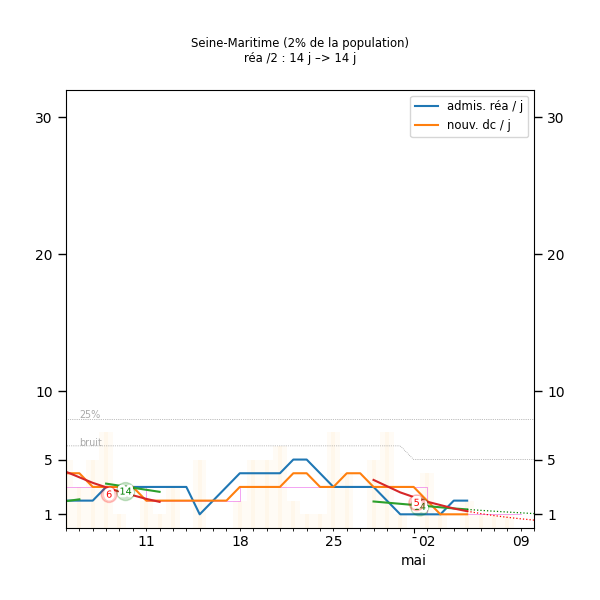 Seine-Maritime (2% de la population)
réa /2 : 14 j –> 14 j
admis. réa / j
nouv. dc / j
30 30
20 20
10 10
25%
bruit
5 5
6 14 5
1 1
11 18 25 02 09
mai